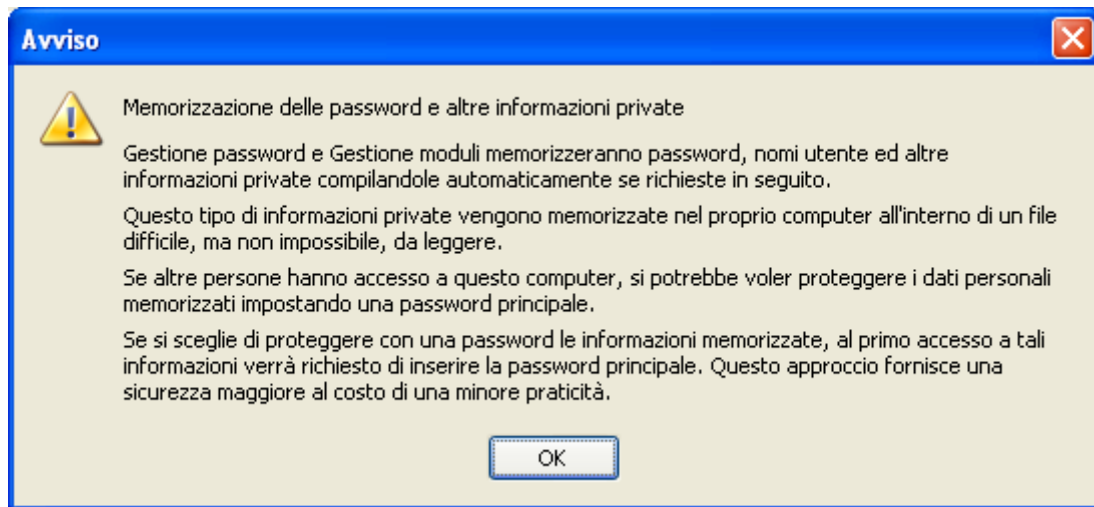 Avviso
Memorizzazione delle password e altre informazioni private
Gestione password e Gestione moduli memorizzeranno password, nomi utente ed altre
informazioni private compilandole automaticamente se richieste in seguito.
Questo tipo di informazioni private vengono memorizzate nel proprio computer all'interno di un file
difficile, ma non impossibile, da leggere.
Se altre persone hanno accesso a questo computer, si potrebbe voler proteggere i dati personali
memorizzati impostando una password principale.
Se si sceglie di proteggere con una password le informazioni memorizzate, al primo accesso a tali
informazioni verrà richiesto di inserire la password principale. Questo approccio fornisce una
sicurezza maggiore al costo di una minore praticità.
OK